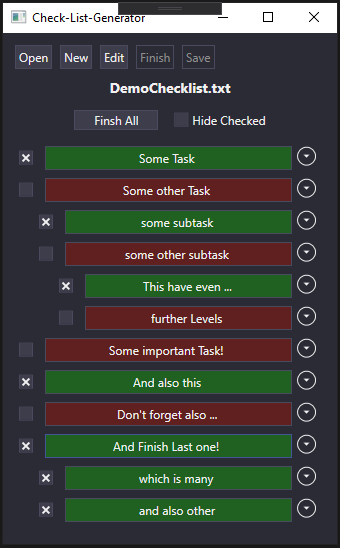 Check-List-Generator
Open New Edit Finish Save
DemoChecklist.txt
Finsh All Hide Checked
Some Task
Some other Task
some subtask
some other subtask
This have even ...
further Levels
Some important Task!
And also this
Don't forget also ...
And Finish Last one!
which is many
and also other